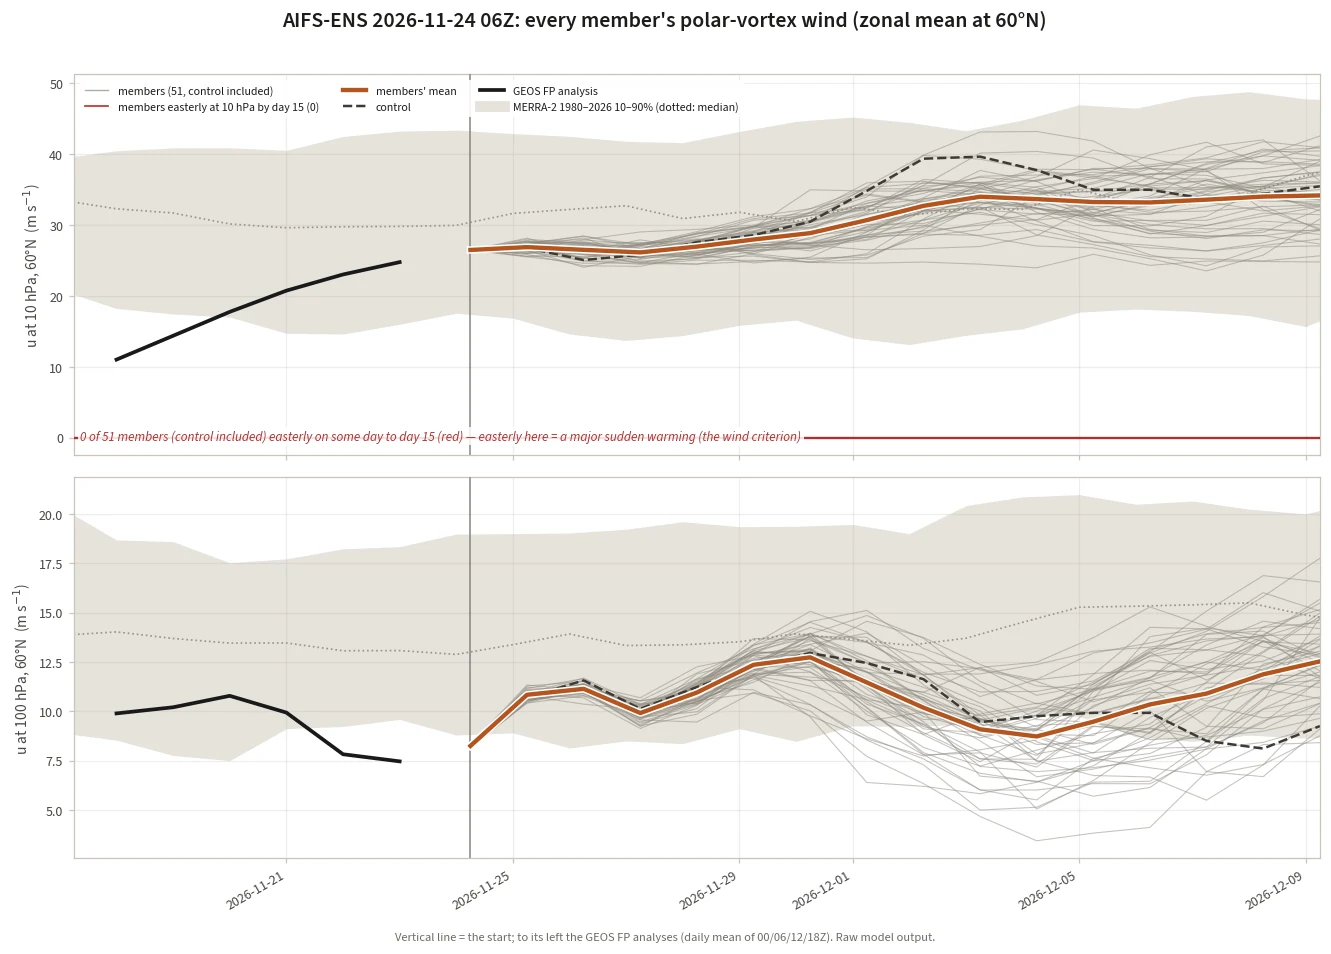 AIFS-ENS 2026-11-24 06Z: every member's polar-vortex wind (zonal mean at 60°N)
members (51, control included)
members easterly at 10 hPa by day 15 (0)
members' mean
control
GEOS FP analysis
MERRA-2 1980–2026 10–90% (dotted: median)
u at 10 hPa, 60°N (m s⁻¹)
50
40
30
20
10
0
0 of 51 members (control included) easterly on some day to day 15 (red) — easterly here = a major sudden warming (the wind criterion)
u at 100 hPa, 60°N (m s⁻¹)
20.0
17.5
15.0
12.5
10.0
7.5
5.0
2026-11-21
2026-11-25
2026-11-29
2026-12-01
2026-12-05
2026-12-09
Vertical line = the start; to its left the GEOS FP analyses (daily mean of 00/06/12/18Z). Raw model output.